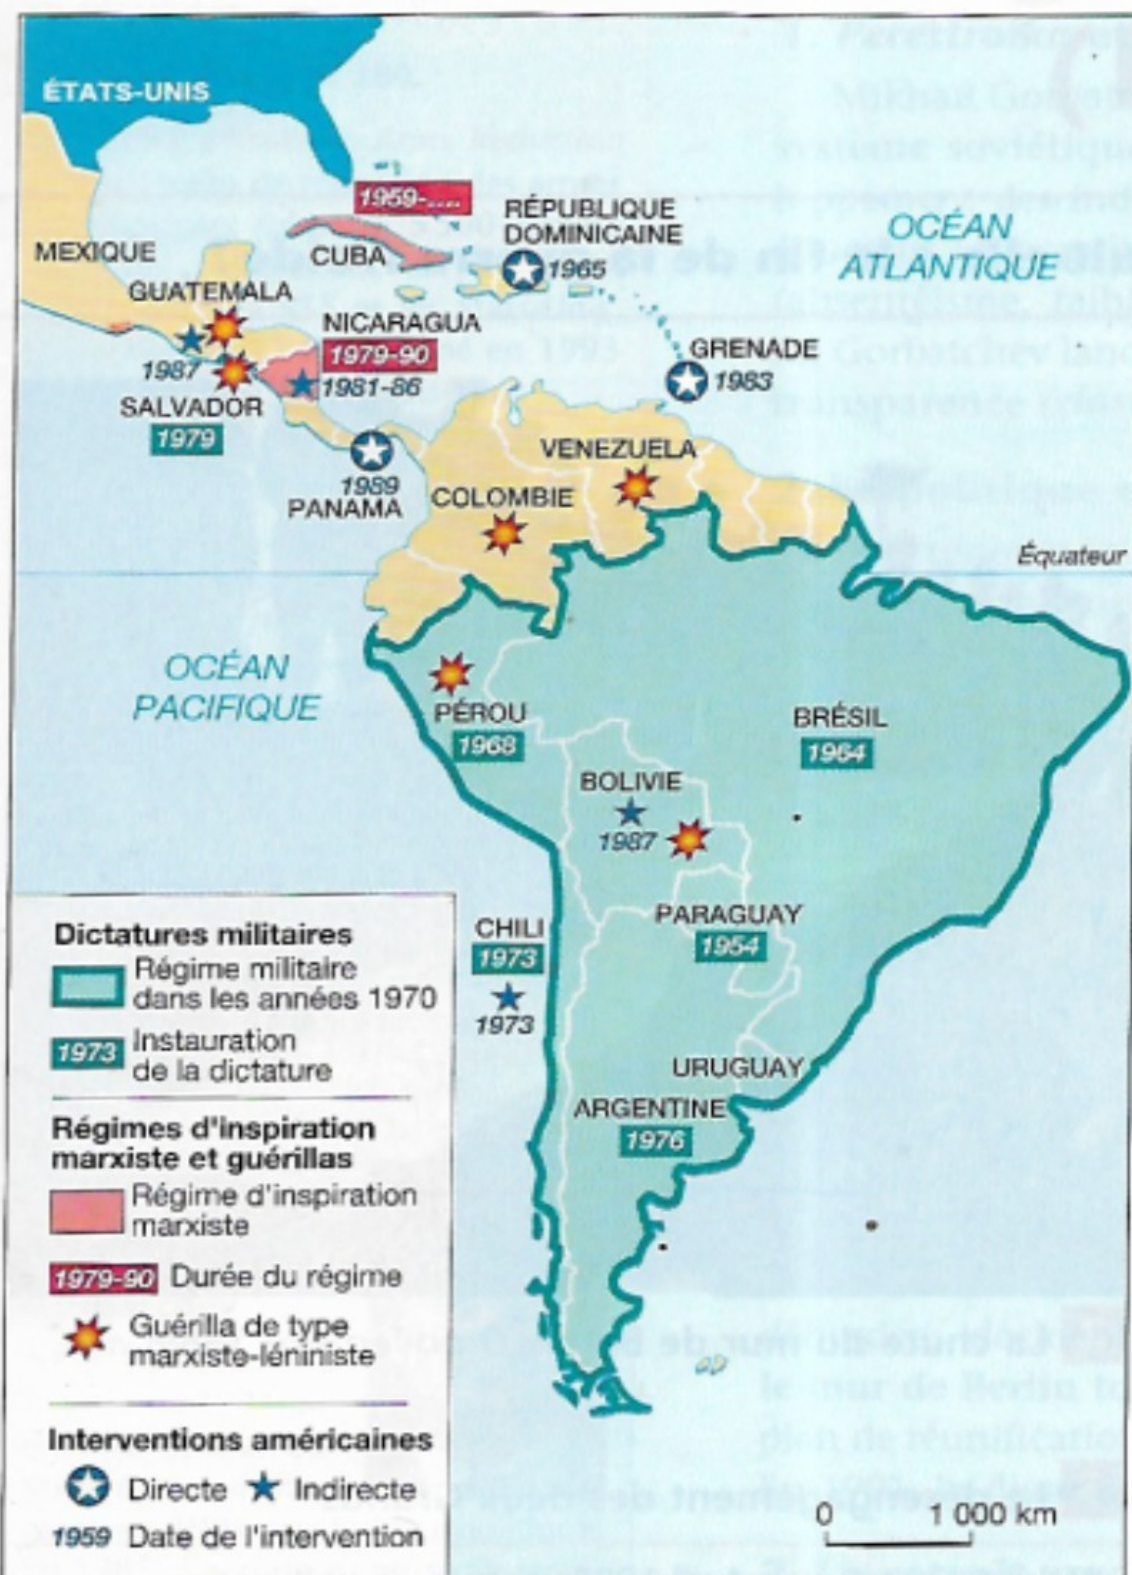 ÉTATS-UNIS
1959-....
RÉPUBLIQUE
DOMINICAINE
1965
OCÉAN
ATLANTIQUE
MEXIQUE
CUBA
GUATEMALA
NICARAGUA
1979-90
1981-86
1987
GRENADE
1983
SALVADOR
1979
1989
PANAMA
VENEZUELA
COLOMBIE
Équateur
OCÉAN
PACIFIQUE
PÉROU
1968
BRÉSIL
1964
BOLIVIE
1987
CHILI
1973
1973
PARAGUAY
1954
URUGUAY
ARGENTINE
1976
Dictatures militaires
Régime militaire
dans les années 1970
1973 Instauration
de la dictature
Régimes d'inspiration
marxiste et guérillas
Régime d'inspiration
marxiste
1979-90 Durée du régime
Guérilla de type
marxiste-léniniste
Interventions américaines
Directe Indirecte
1959 Date de l'intervention
0 1 000 km